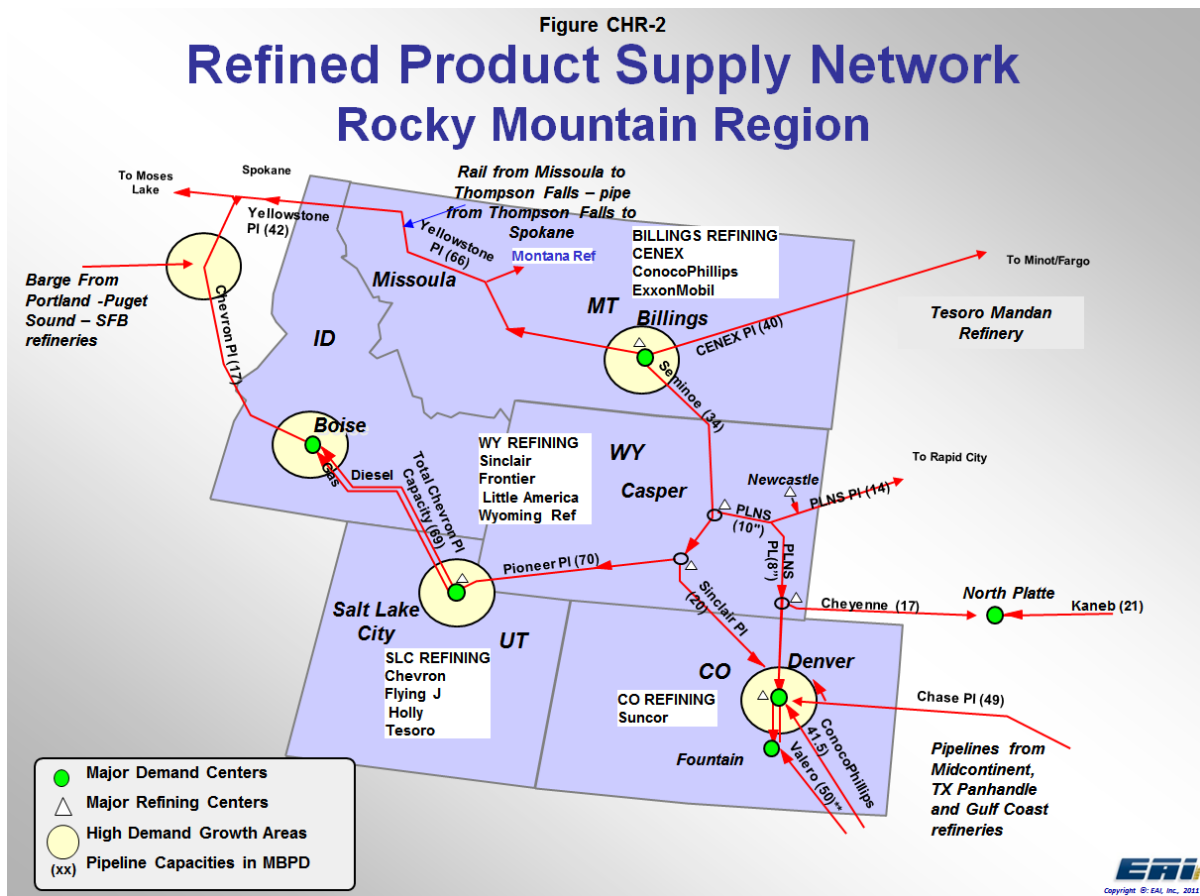 Figure CHR-2
Refined Product Supply Network
Rocky Mountain Region
To Moses
Lake
Spokane
Rail from Missoula to
Thompson Falls – pipe
from Thompson Falls to
Spokane
Yellowstone
Pl (42)
Yellowstone
Pl (66)
Montana Ref
Missoula
BILLINGS REFINING
CENEX
ConocoPhillips
ExxonMobil
To Minot/Fargo
Barge From
Portland -Puget
Sound – SFB
refineries
Chevron Pl (17)
ID
MT
Billings
CENEX Pl (40)
Tesoro Mandan
Refinery
Seminoe (34)
Boise
Gas
Diesel
Total Chevron Pl
Capacity (69)
WY REFINING
Sinclair
Frontier
Little America
Wyoming Ref
WY
Casper
Newcastle
To Rapid City
PLNS Pl (14)
PLNS
(10")
PLNS
PL(8")
Pioneer Pl (70)
Sinclair Pl
(20)
Cheyenne (17)
North Platte
Kaneb (21)
Salt Lake
City
UT
SLC REFINING
Chevron
Flying J
Holly
Tesoro
CO
Denver
CO REFINING
Suncor
Chase Pl (49)
Fountain
Valero (50)**
ConocoPhillips
41.5)
Pipelines from
Midcontinent,
TX Panhandle
and Gulf Coast
refineries
Major Demand Centers
Major Refining Centers
High Demand Growth Areas
(xx) Pipeline Capacities in MBPD
EAI
Copyright ©: EAI, Inc., 2011